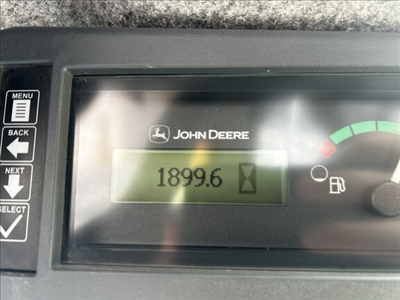 MENU
BACK
NEXT
SELECT
JOHN DEERE
1899.6